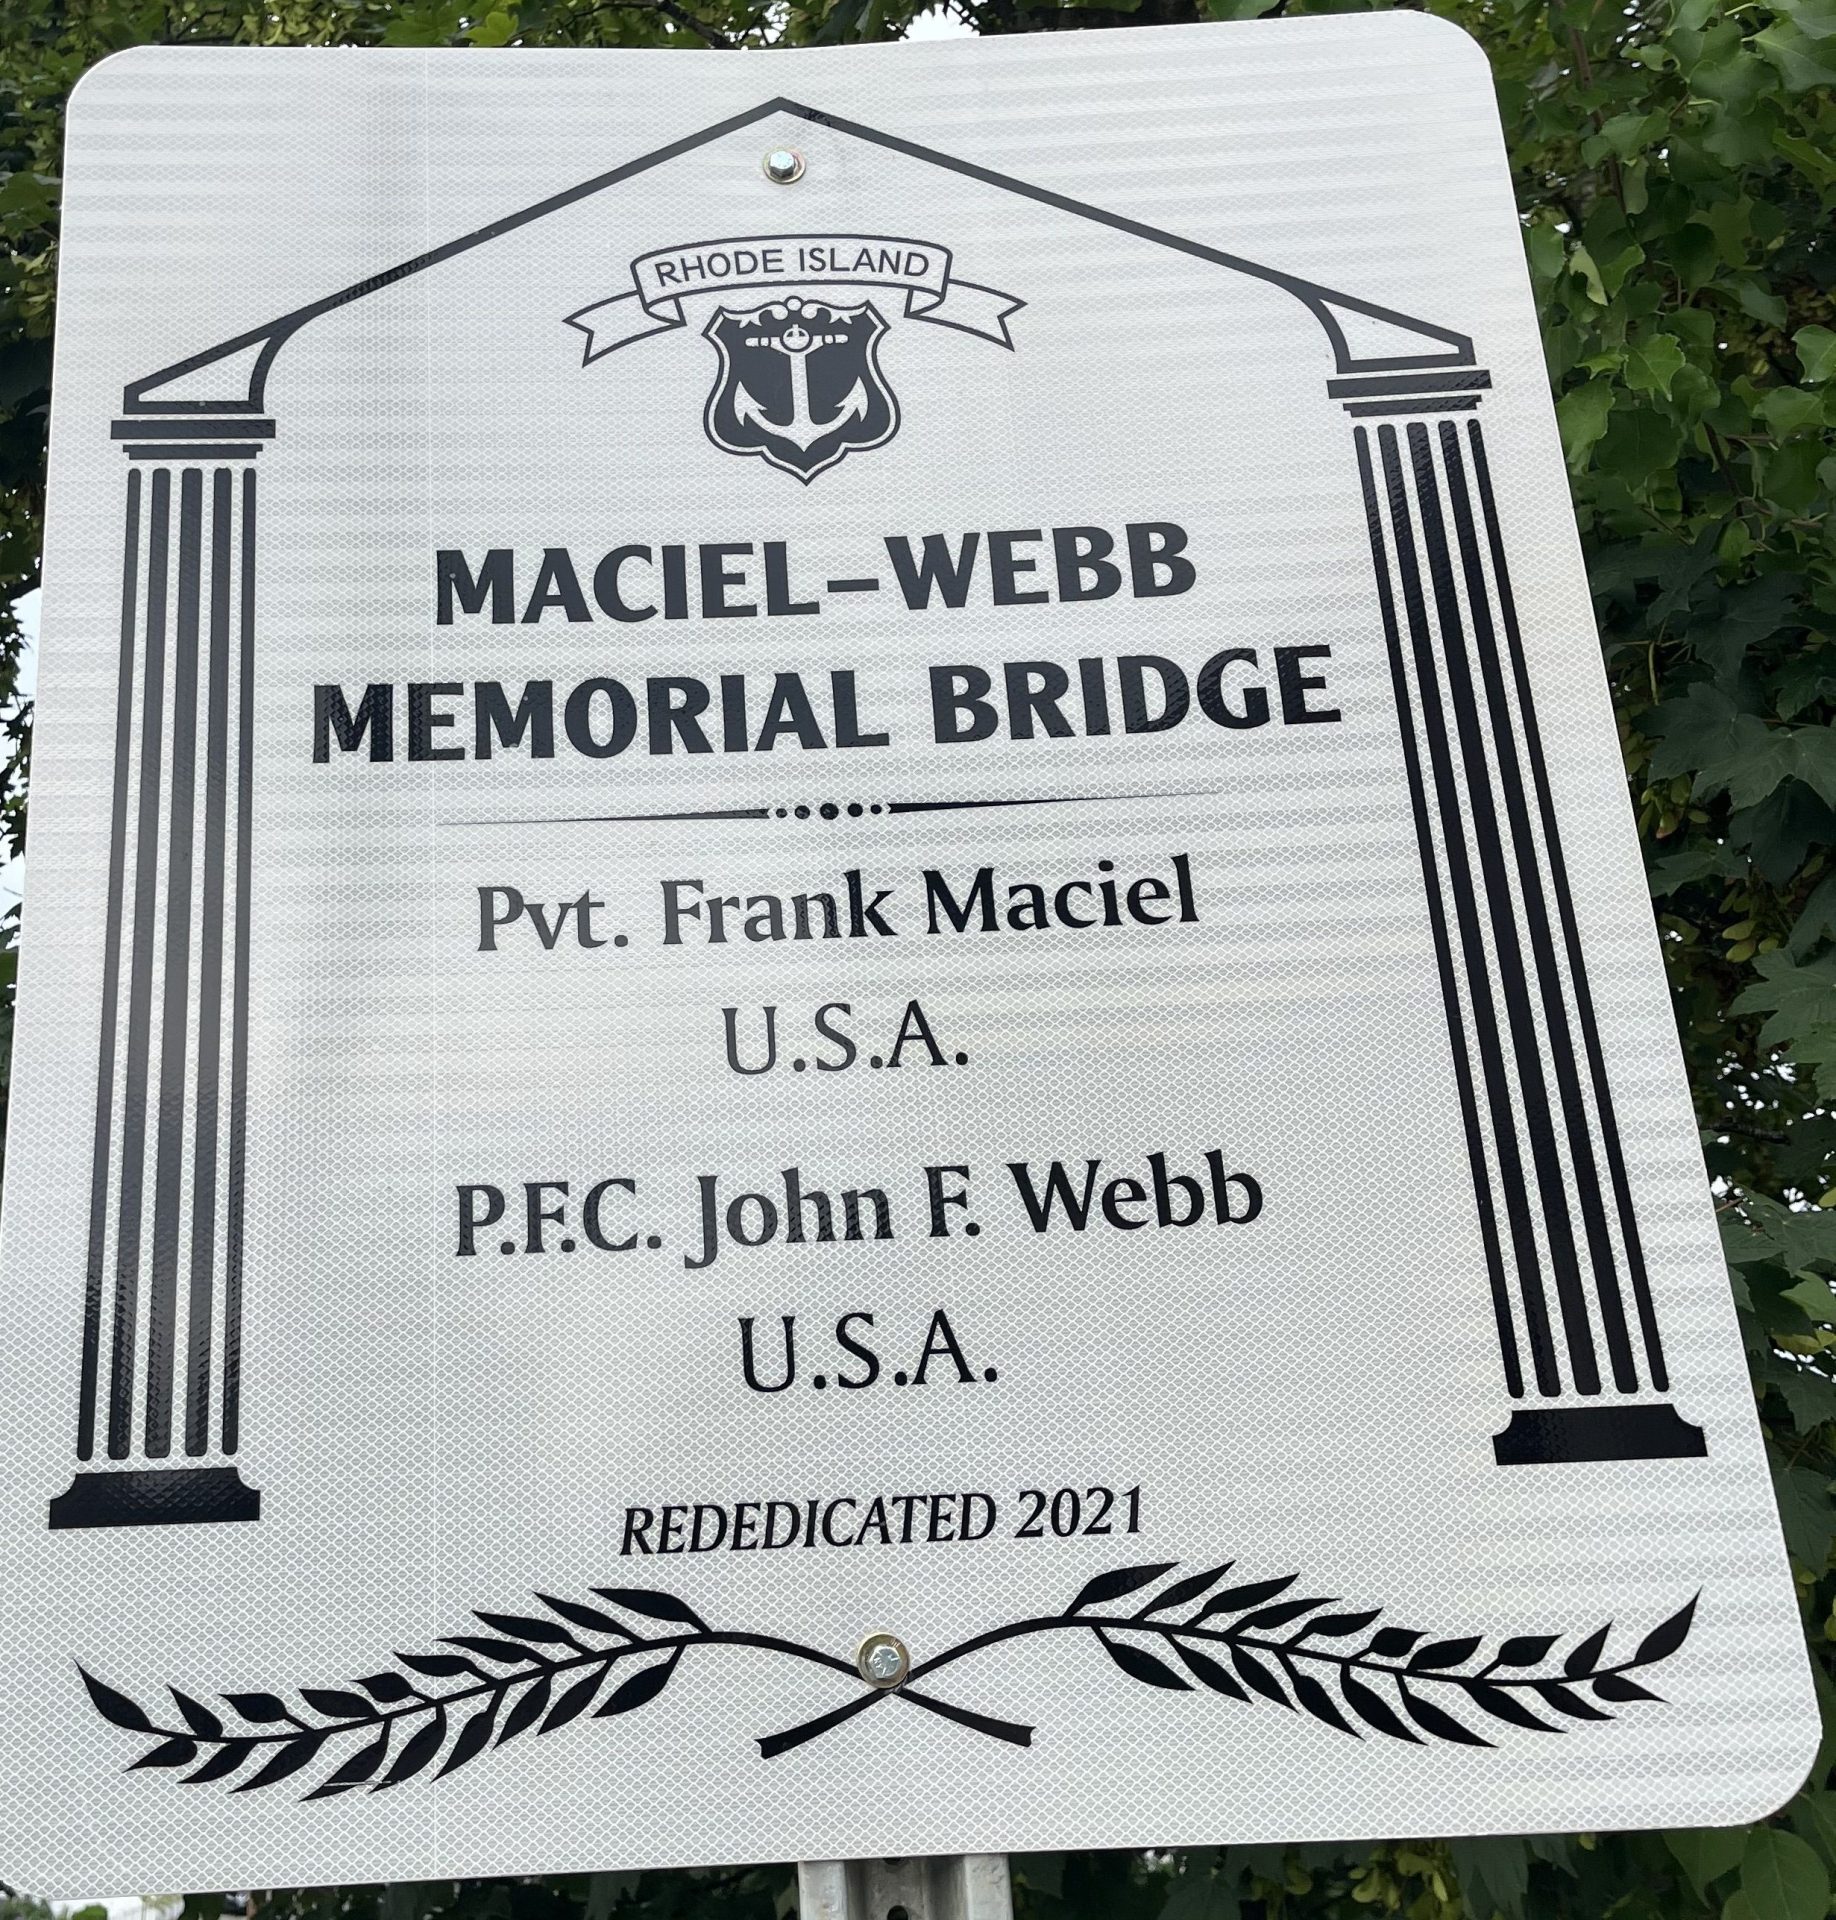 RHODE ISLAND
MACIEL–WEBB
MEMORIAL BRIDGE
Pvt. Frank Maciel
U.S.A.
P.F.C. John F. Webb
U.S.A.
REDEDICATED 2021